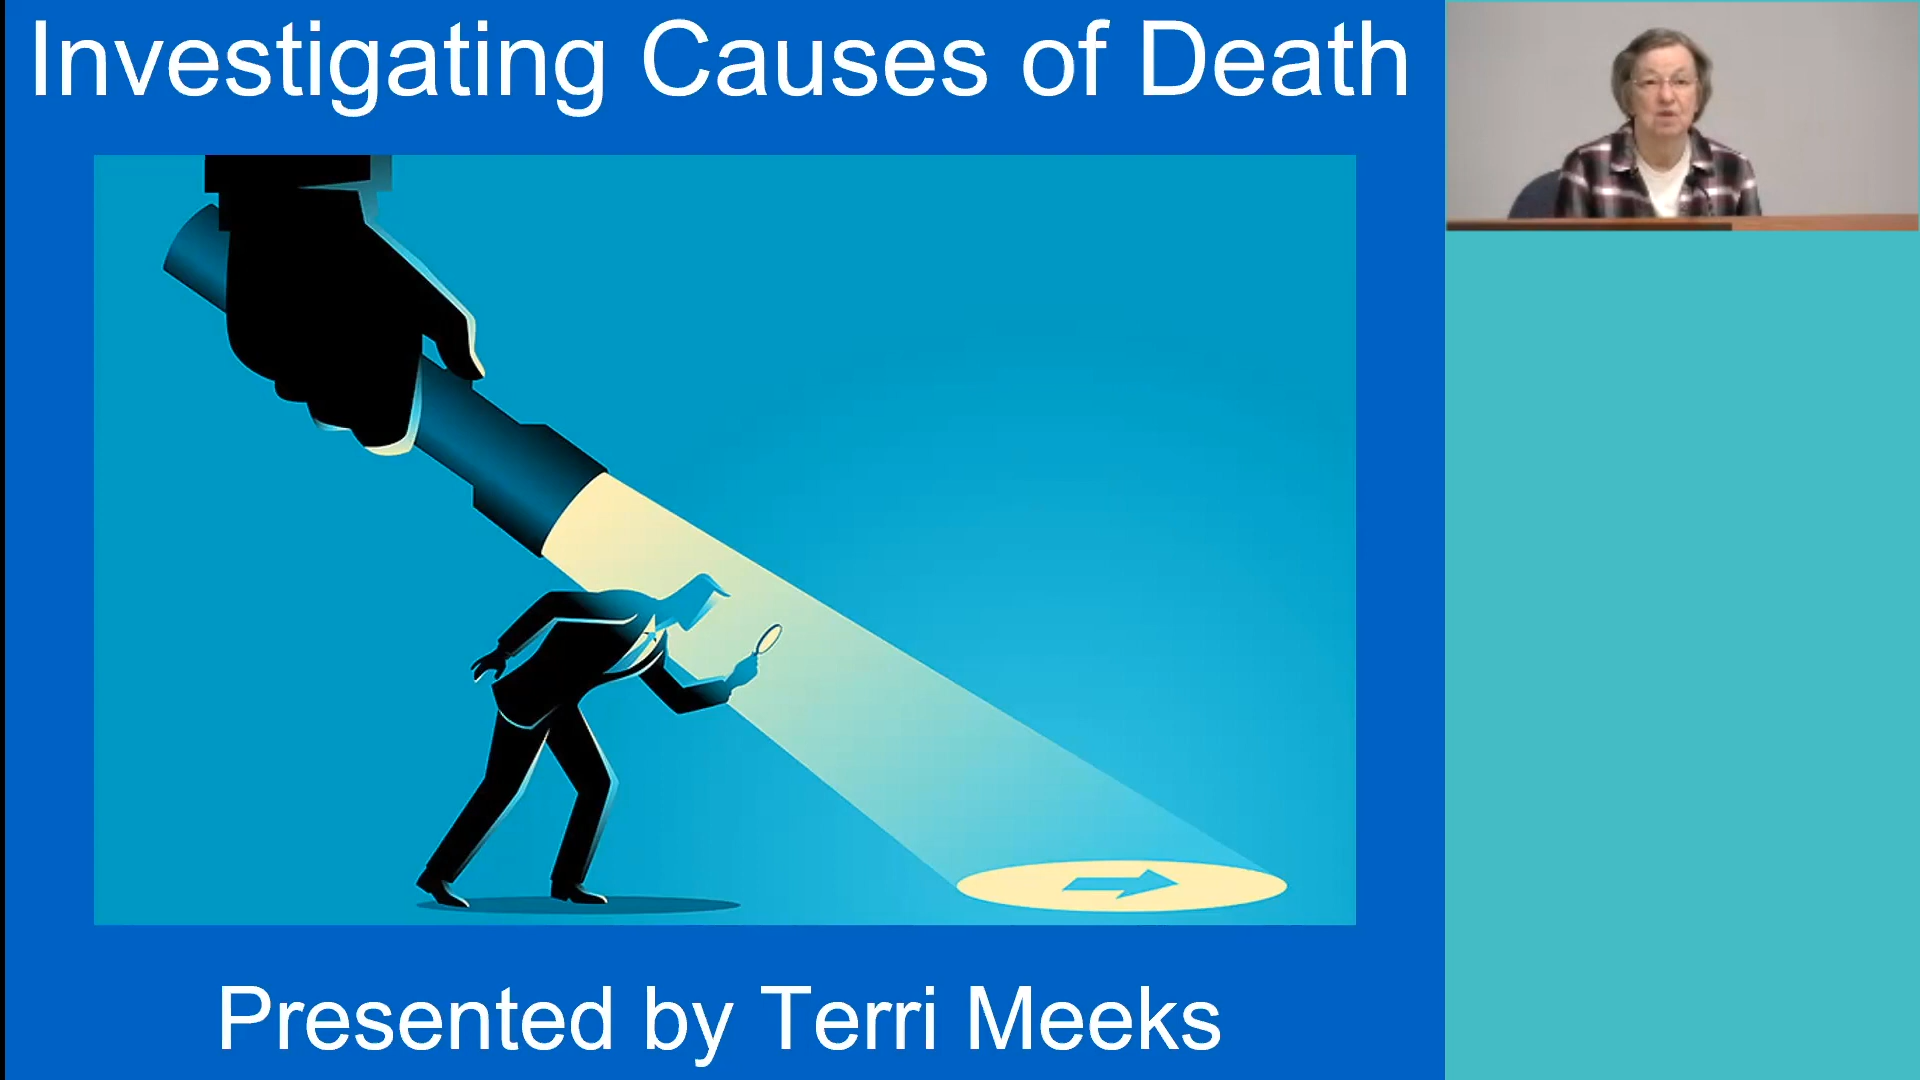 Investigating Causes of Death
Presented by Terri Meeks